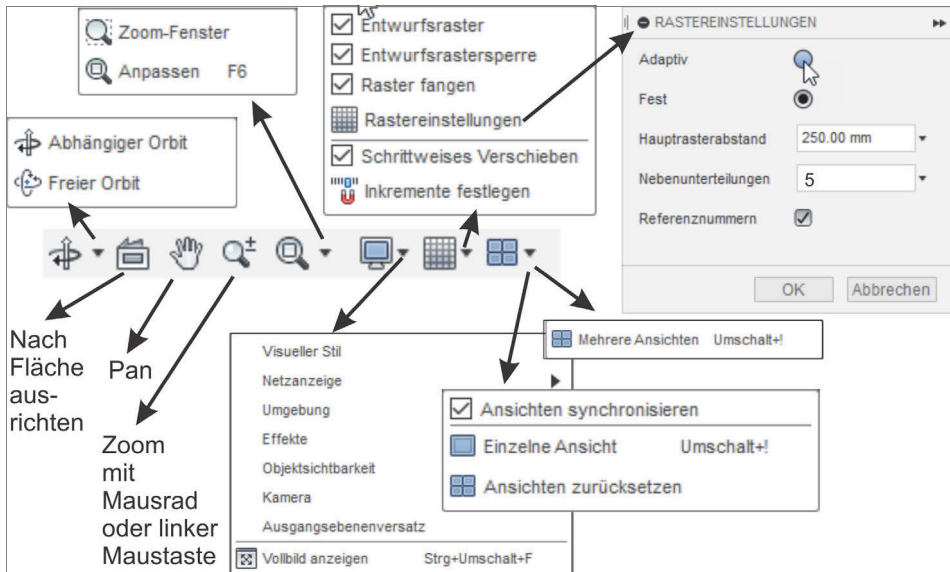 Zoom-Fenster
Anpassen F6
Entwurfsraster
Entwurfsrastersperre
Raster fangen
Rastereinstellungen
Schrittweises Verschieben
Inkremente festlegen
RASTEREINSTELLUNGEN
Adaptiv
Fest
Hauptrasterabstand 250.00 mm
Nebenunterteilungen 5
Referenznummern
OK Abbrechen
Abhängiger Orbit
Freier Orbit
Nach
Fläche
aus-
richten
Pan
Zoom
mit
Mausrad
oder linker
Maustaste
Visueller Stil
Netzanzeige
Umgebung
Effekte
Objektsichtbarkeit
Kamera
Ausgangsebenenversatz
Vollbild anzeigen Strg+Umschalt+F
Mehrere Ansichten Umschalt+!
Ansichten synchronisieren
Einzelne Ansicht Umschalt+!
Ansichten zurücksetzen